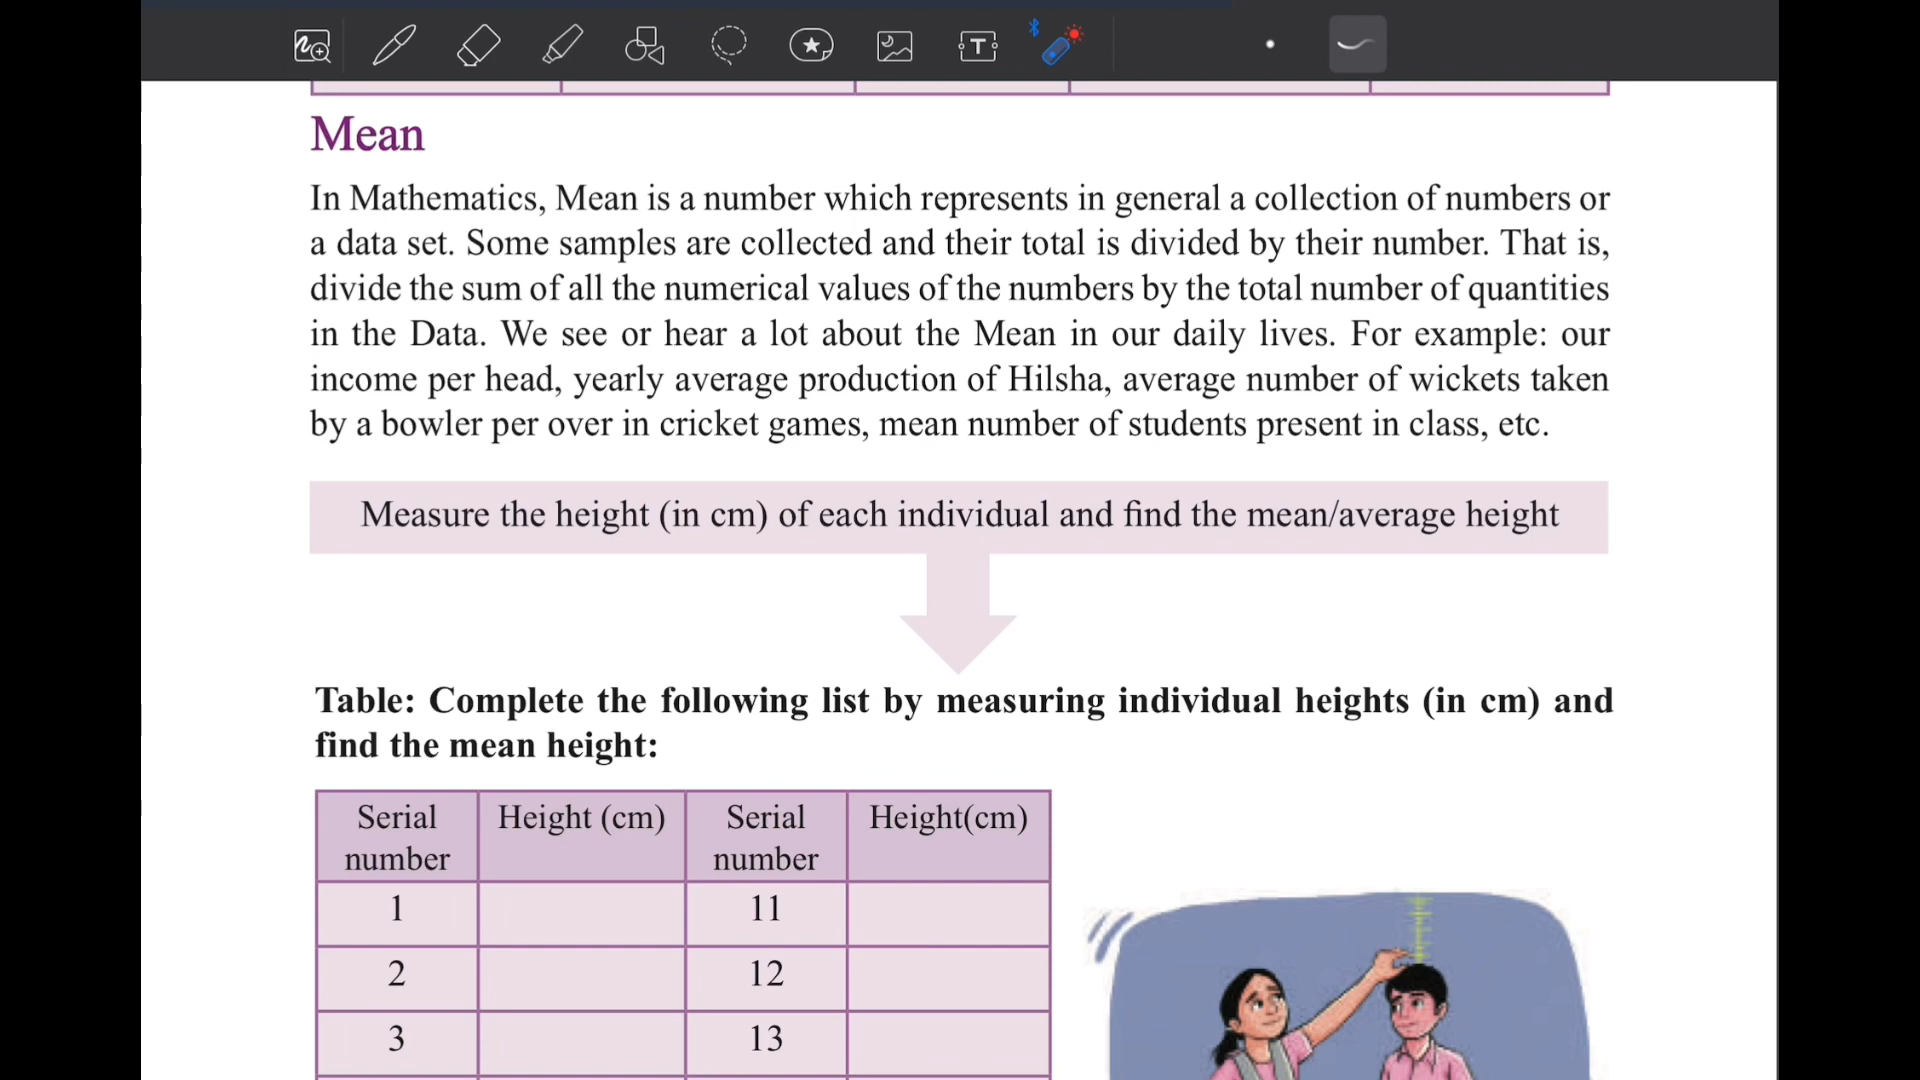 Mean
In Mathematics, Mean is a number which represents in general a collection of numbers or
a data set. Some samples are collected and their total is divided by their number. That is,
divide the sum of all the numerical values of the numbers by the total number of quantities
in the Data. We see or hear a lot about the Mean in our daily lives. For example: our
income per head, yearly average production of Hilsha, average number of wickets taken
by a bowler per over in cricket games, mean number of students present in class, etc.
Measure the height (in cm) of each individual and find the mean/average height
Table: Complete the following list by measuring individual heights (in cm) and
find the mean height:
Serial number Height (cm) Serial number Height(cm)
1 11
2 12
3 13